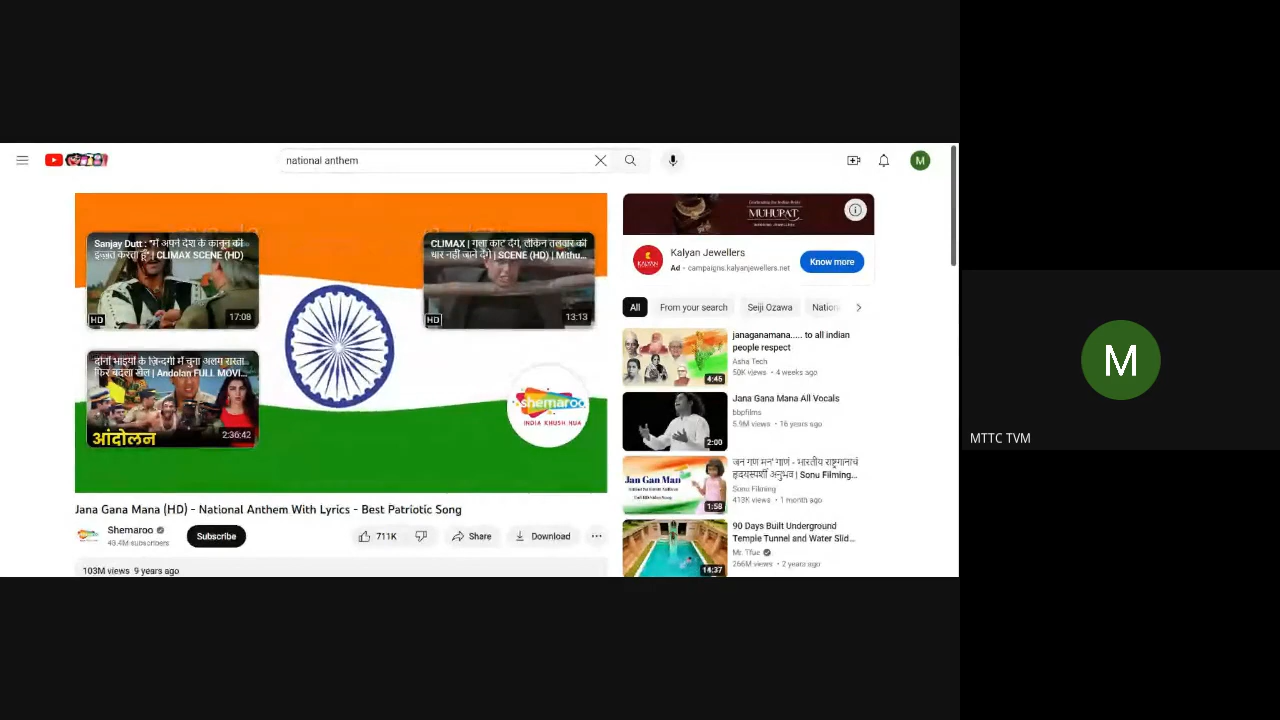 national anthem
M
Sanjay Dutt : "मैं अपने देश के कानून की
इज़्ज़त करता हूं" | CLIMAX SCENE (HD)
HD
17:08
CLIMAX | गला काट देंगे, लेकिन तलवार की
धार नहीं जाने देंगे | SCENE (HD) | Mithu...
HD
13:13
दोनों भाइयों के ज़िन्दगी में चुना अलग रास्ता
फिर बदला खेल | Andolan FULL MOVI...
आंदोलन
2:36:42
shemaroo
INDIA KHUSH HUA
Jana Gana Mana (HD) - National Anthem With Lyrics - Best Patriotic Song
Shemaroo
Subscribe
711K
Share
Download
103M views 9 years ago
MUHURAT
Kalyan Jewellers
Ad • campaigns.kalyanjewellers.net
Know more
All
From your search
Seiji Ozawa
Nation
janaganamana..... to all indian
people respect
Asha Tech
50K views • 4 weeks ago
4:45
Jana Gana Mana All Vocals
bbpfilms
5.9M views • 16 years ago
2:00
जन गण मन' गाणं - भारतीय राष्ट्रगानाचं
हृदयस्पर्शी अनुभव | Sonu Filming...
Sonu Filming
413K views • 1 month ago
Jan Gan Man
1:58
90 Days Built Underground
Temple Tunnel and Water Slid...
Mr. Tfue
266M views • 2 years ago
14:37
M
MTTC TVM